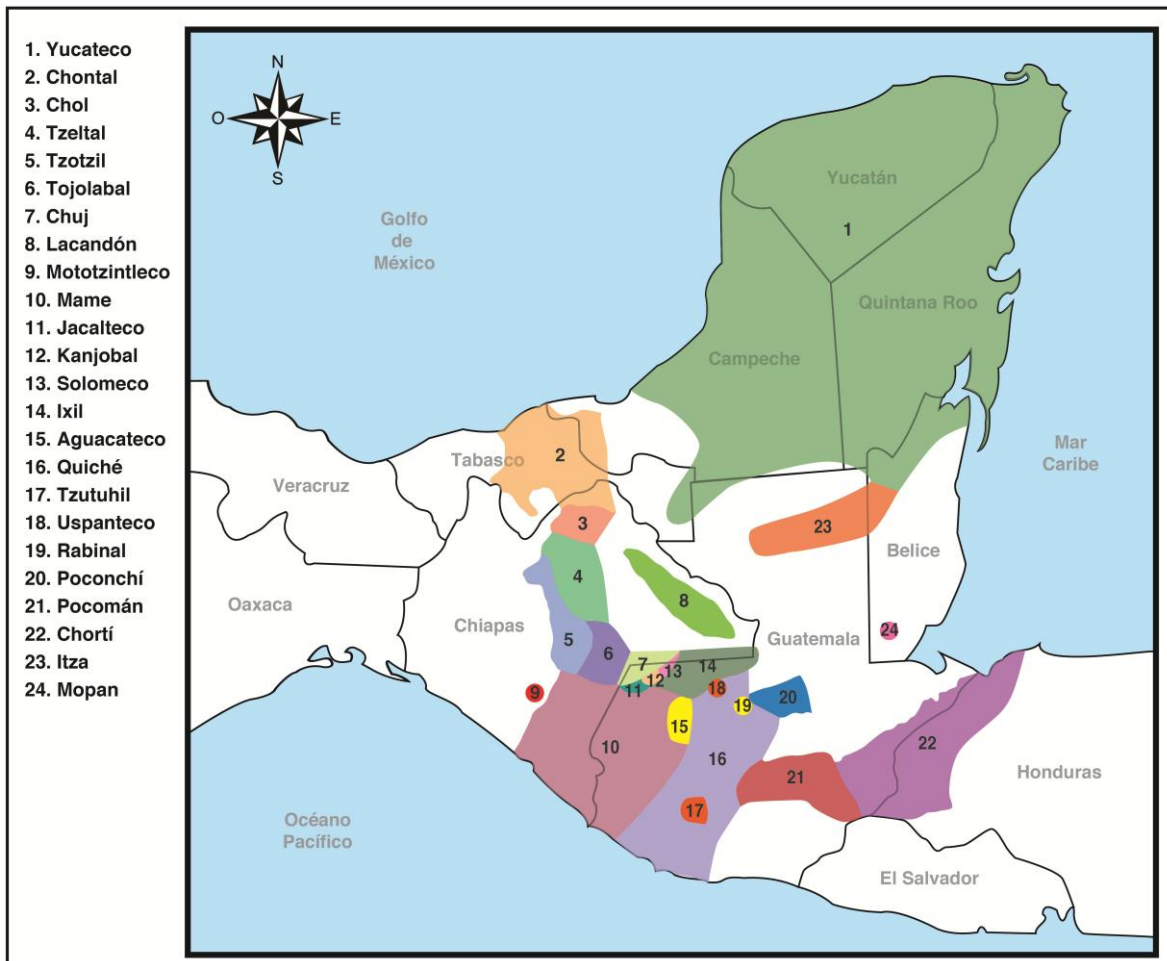 1. Yucateco
2. Chontal
3. Chol
4. Tzeltal
5. Tzotzil
6. Tojolabal
7. Chuj
8. Lacandón
9. Mototzintleco
10. Mame
11. Jacalteco
12. Kanjobal
13. Solomeco
14. Ixil
15. Aguacateco
16. Quiché
17. Tzutuhil
18. Uspanteco
19. Rabinal
20. Poconchí
21. Pocomán
22. Chortí
23. Itza
24. Mopan
N
O
E
S
Golfo
de
México
Yucatán
1
Quintana Roo
Campeche
Mar
Caribe
Tabasco
2
Veracruz
3
23
Belice
4
8
Oaxaca
Chiapas
5
6
Guatemala
24
7
13
14
11
12
18
9
19
20
15
10
16
22
21
Honduras
17
Océano
Pacífico
El Salvador